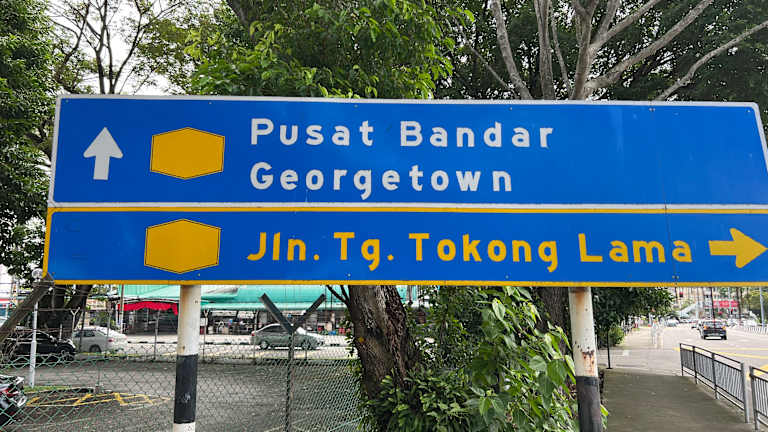 Pusat Bandar
Georgetown
Jln. Tg. Tokong Lama